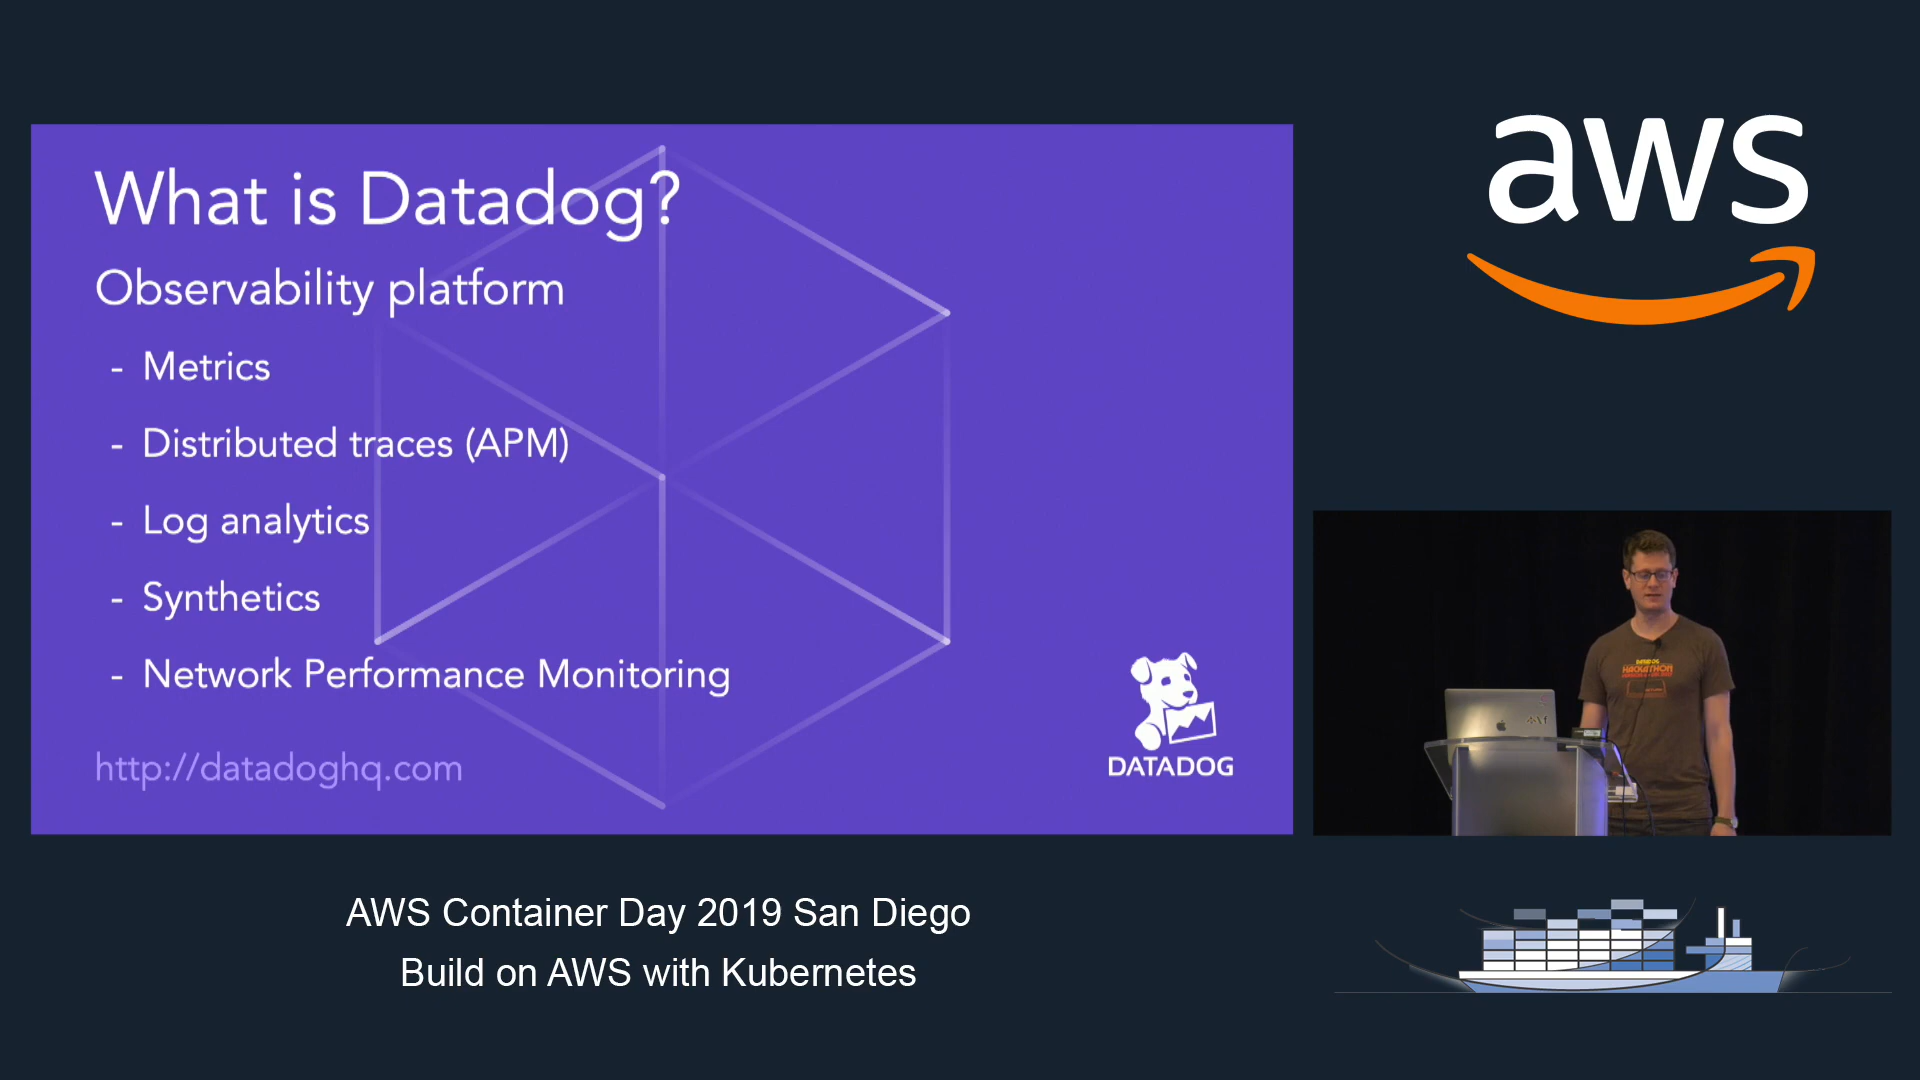 What is Datadog?
Observability platform
- Metrics
- Distributed traces (APM)
- Log analytics
- Synthetics
- Network Performance Monitoring
http://datadoghq.com
DATADOG
aws
HACKATHON
AWS Container Day 2019 San Diego
Build on AWS with Kubernetes